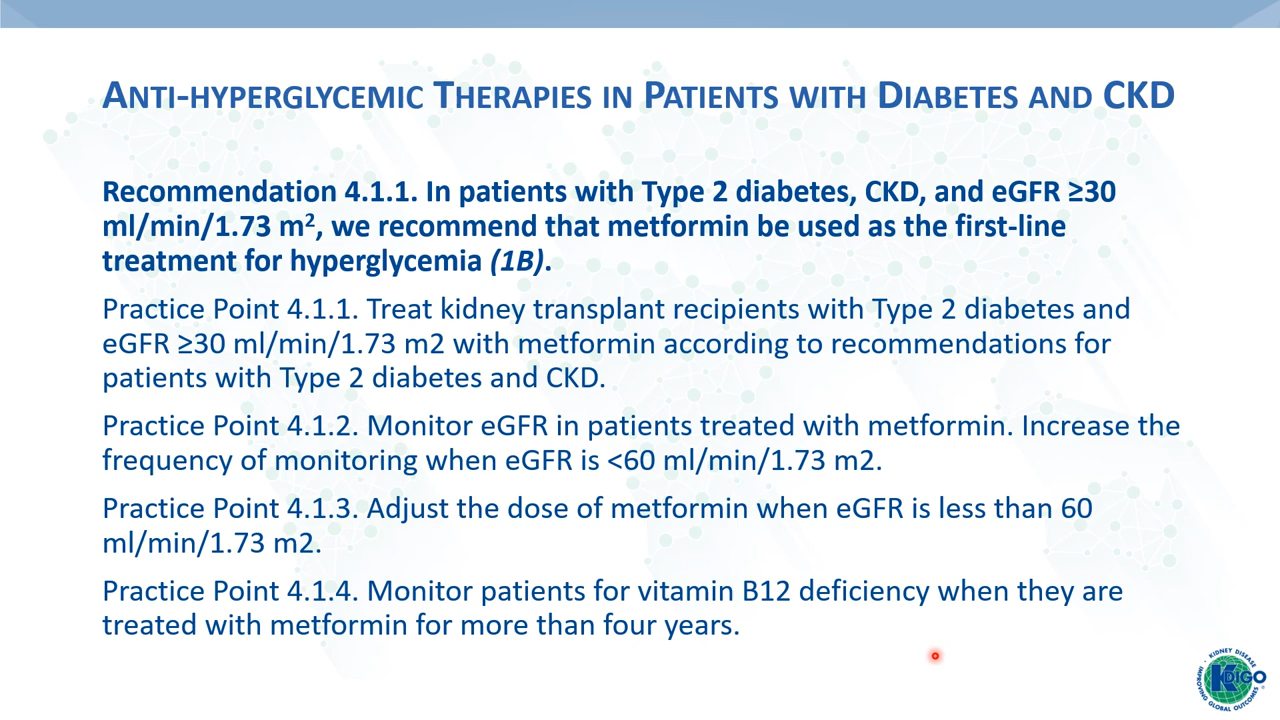 ANTI-HYPERGLYCEMIC THERAPIES IN PATIENTS WITH DIABETES AND CKD
Recommendation 4.1.1. In patients with Type 2 diabetes, CKD, and eGFR ≥30
ml/min/1.73 m², we recommend that metformin be used as the first-line
treatment for hyperglycemia (1B).
Practice Point 4.1.1. Treat kidney transplant recipients with Type 2 diabetes and
eGFR ≥30 ml/min/1.73 m2 with metformin according to recommendations for
patients with Type 2 diabetes and CKD.
Practice Point 4.1.2. Monitor eGFR in patients treated with metformin. Increase the
frequency of monitoring when eGFR is <60 ml/min/1.73 m2.
Practice Point 4.1.3. Adjust the dose of metformin when eGFR is less than 60
ml/min/1.73 m2.
Practice Point 4.1.4. Monitor patients for vitamin B12 deficiency when they are
treated with metformin for more than four years.
KIDNEY DISEASE
KDIGO
IMPROVING GLOBAL OUTCOMES